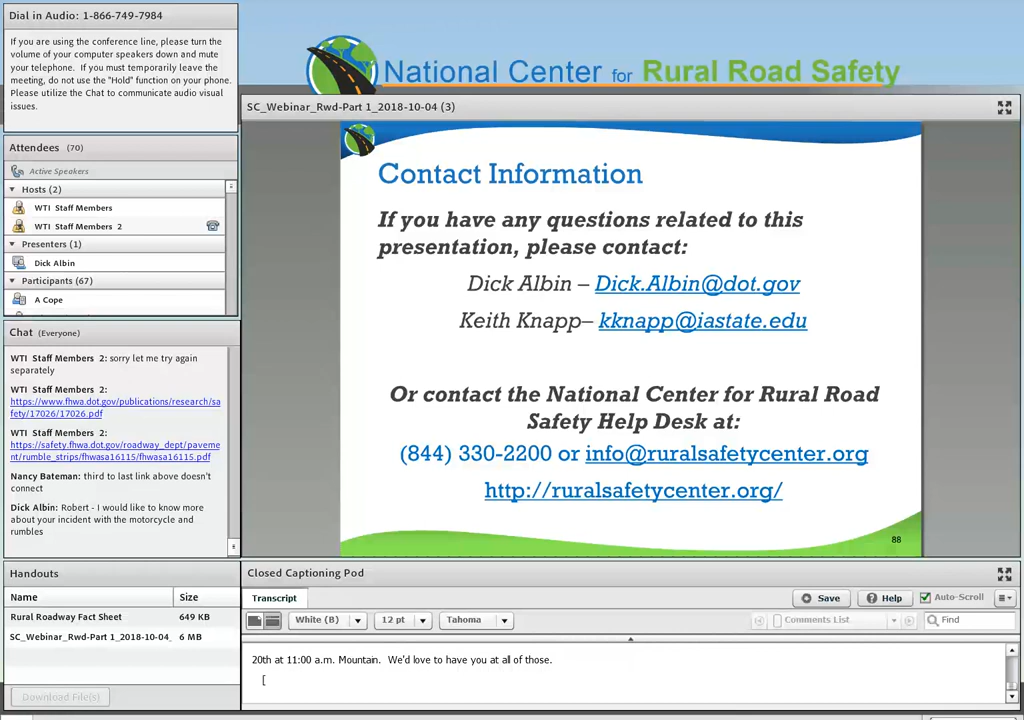 Dial in Audio: 1-866-749-7984
If you are using the conference line, please turn the
volume of your computer speakers down and mute
your telephone. If you must temporarily leave the
meeting, do not use the "Hold" function on your phone.
Please utilize the Chat to communicate audio visual
issues.
Attendees (70)
Active Speakers
Hosts (2)
WTI Staff Members
WTI Staff Members 2
Presenters (1)
Dick Albin
Participants (67)
A Cope
Chat (Everyone)
WTI Staff Members 2: sorry let me try again
separately
WTI Staff Members 2:
https://www.fhwa.dot.gov/publications/research/sa
fety/17026/17026.pdf
WTI Staff Members 2:
https://safety.fhwa.dot.gov/roadway_dept/paveme
nt/rumble_strips/fhwasa16115/fhwasa16115.pdf
Nancy Bateman: third to last link above doesn't
connect
Dick Albin: Robert - I would like to know more
about your incident with the motorcycle and
rumbles
Handouts
Name Size
Rural Roadway Fact Sheet 649 KB
SC_Webinar_Rwd-Part 1_2018-10-04_ 6 MB
Download File(s)
National Center for Rural Road Safety
SC_Webinar_Rwd-Part 1_2018-10-04 (3)
Contact Information
If you have any questions related to this
presentation, please contact:
Dick Albin – Dick.Albin@dot.gov
Keith Knapp– kknapp@iastate.edu
Or contact the National Center for Rural Road
Safety Help Desk at:
(844) 330-2200 or info@ruralsafetycenter.org
http://ruralsafetycenter.org/
88
Closed Captioning Pod
Transcript
Save Help Auto-Scroll
White (B) 12 pt Tahoma Comments List Find
20th at 11:00 a.m. Mountain. We'd love to have you at all of those.
[